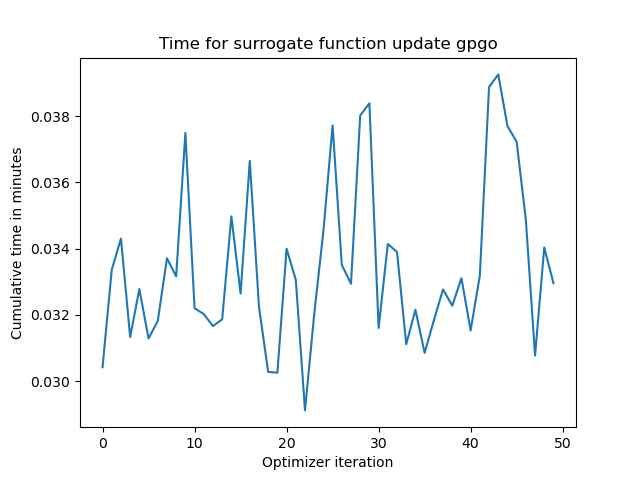 Time for surrogate function update gpgo
Cumulative time in minutes
0.038
0.036
0.034
0.032
0.030
0 10 20 30 40 50
Optimizer iteration